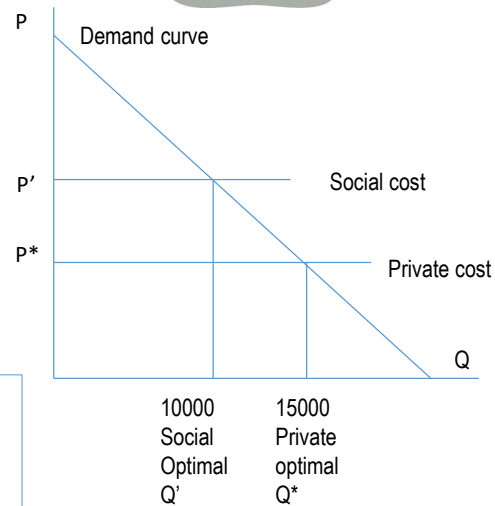 P
Demand curve
P’
Social cost
P*
Private cost
Q
10000
Social
Optimal
Q’
15000
Private
optimal
Q*